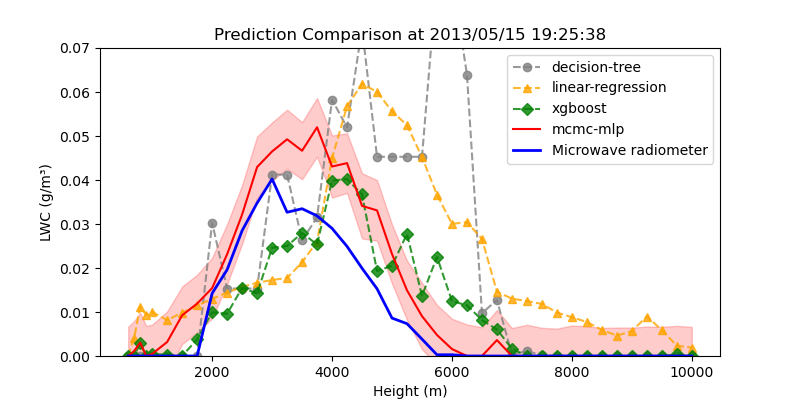 Prediction Comparison at 2013/05/15 19:25:38
0.07
0.06
0.05
0.04
0.03
0.02
0.01
0.00
LWC (g/m³)
decision-tree
linear-regression
xgboost
mcmc-mlp
Microwave radiometer
2000 4000 6000 8000 10000
Height (m)